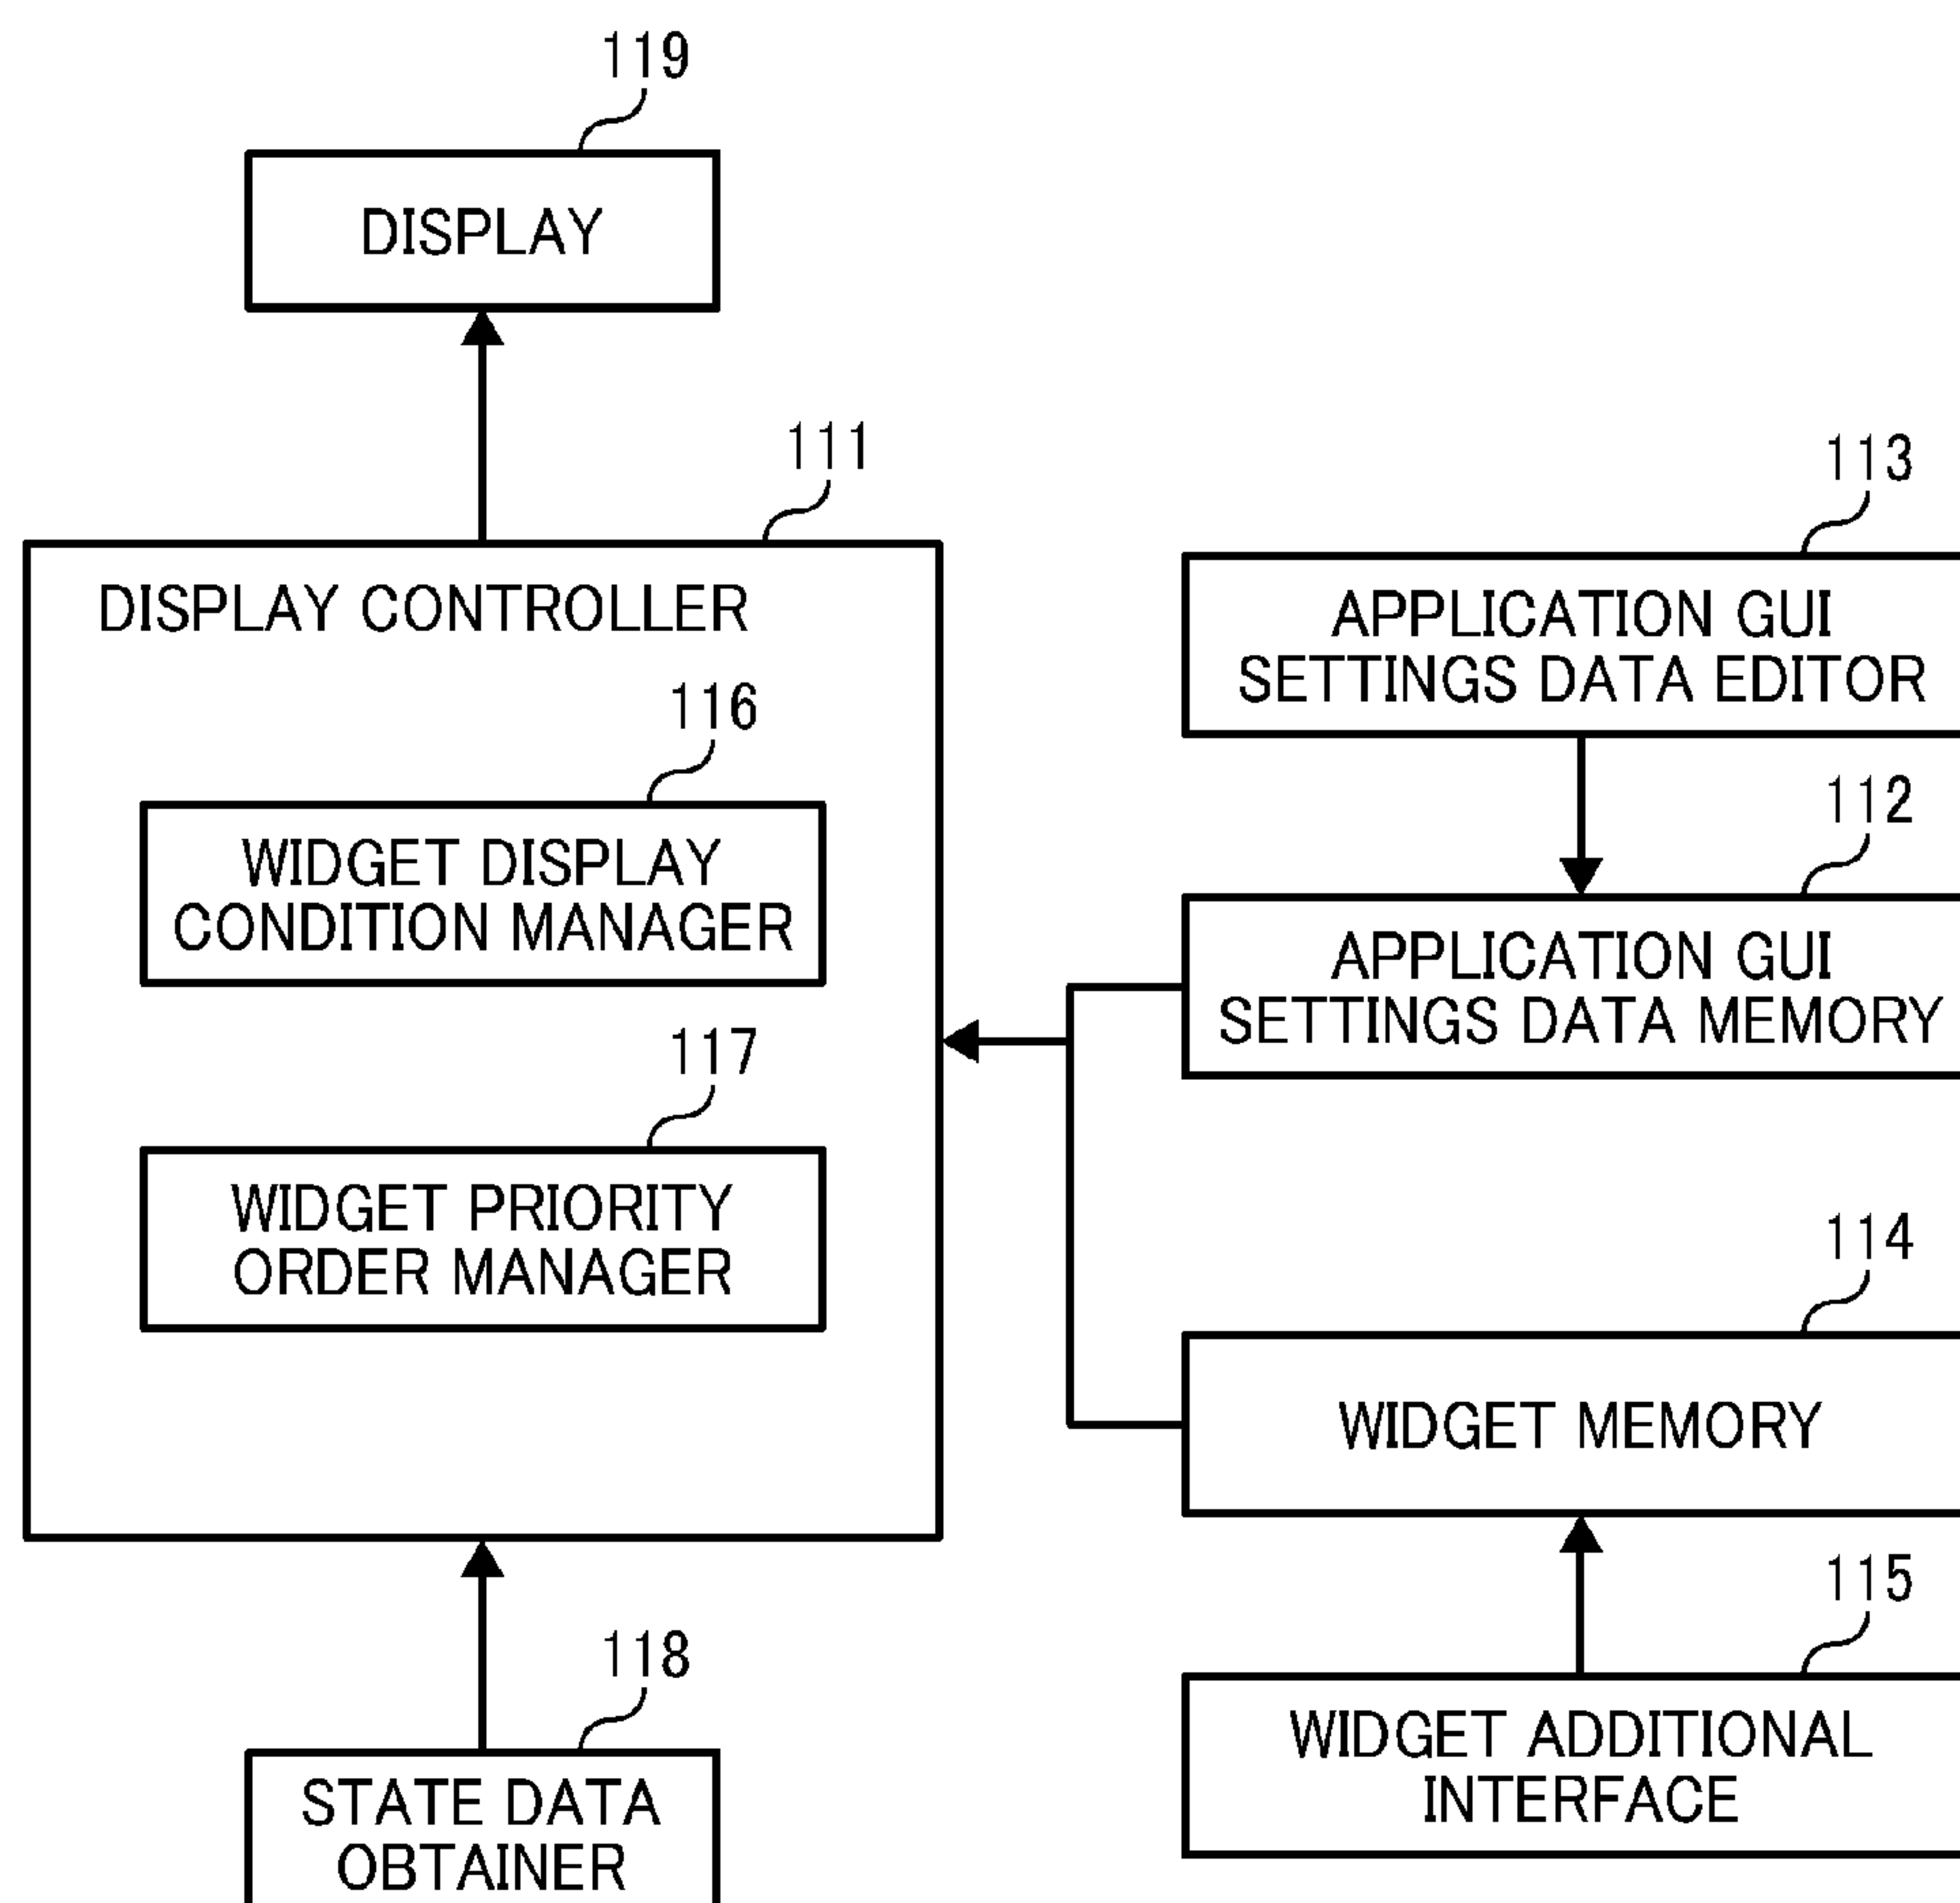 119
DISPLAY
111
DISPLAY CONTROLLER
116
WIDGET DISPLAY
CONDITION MANAGER
117
WIDGET PRIORITY
ORDER MANAGER
118
STATE DATA
OBTAINER
113
APPLICATION GUI
SETTINGS DATA EDITOR
112
APPLICATION GUI
SETTINGS DATA MEMORY
114
WIDGET MEMORY
115
WIDGET ADDITIONAL
INTERFACE